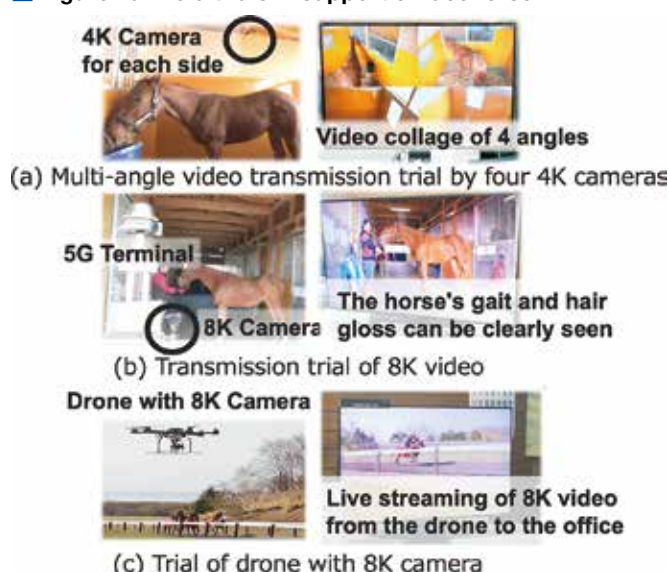 4K Camera
for each side
Video collage of 4 angles
(a) Multi-angle video transmission trial by four 4K cameras
5G Terminal
8K Camera
The horse's gait and hair
gloss can be clearly seen
(b) Transmission trial of 8K video
Drone with 8K Camera
Live streaming of 8K video
from the drone to the office
(c) Trial of drone with 8K camera